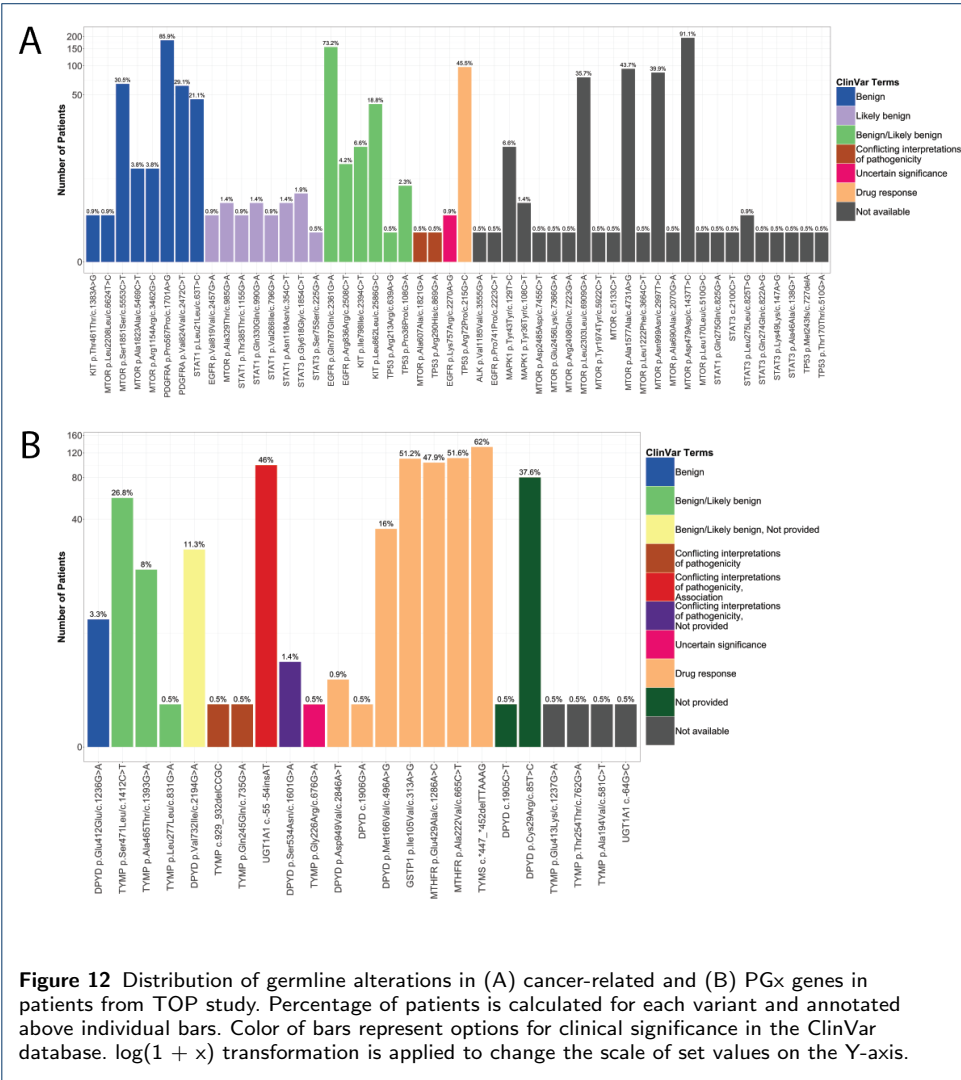 A
200
150
100
50
0
Number of Patients
0.9%
0.9%
30.5%
3.8%
3.8%
85.9%
29.1%
21.1%
0.9%
1.4%
0.9%
1.4%
0.9%
1.4%
1.9%
0.5%
73.2%
4.2%
6.6%
18.8%
0.5%
2.3%
0.5%
0.5%
0.9%
45.5%
0.5%
0.5%
6.6%
1.4%
0.5%
0.5%
0.5%
35.7%
0.5%
0.5%
43.7%
0.5%
39.9%
0.5%
91.1%
0.5%
0.5%
0.5%
0.9%
0.5%
0.5%
0.5%
0.5%
0.5%
KIT p.Thr461Thr/c.1383A>G
MTOR p.Leu2208Leu/c.6624T>C
MTOR p.Ser1851Ser/c.5553C>T
MTOR p.Ala1823Ala/c.5469C>T
MTOR p.Arg1154Arg/c.3462G>C
PDGFRA p.Pro567Pro/c.1701A>G
PDGFRA p.Val824Val/c.2472C>T
STAT1 p.Leu21Leu/c.63T>C
EGFR p.Val819Val/c.2457G>A
MTOR p.Ala329Thr/c.985G>A
STAT1 p.Thr385Thr/c.1155G>A
STAT1 p.Gln330Gln/c.990G>A
STAT1 p.Val266Ile/c.796G>A
STAT1 p.Asn118Asn/c.354C>T
STAT3 p.Gly618Gly/c.1854C>T
STAT3 p.Ser75Ser/c.225G>A
EGFR p.Gln787Gln/c.2361G>A
EGFR p.Arg836Arg/c.2508C>T
KIT p.Ile798Ile/c.2394C>T
KIT p.Leu862Leu/c.2586G>C
TP53 p.Arg213Arg/c.639A>G
TP53 p.Pro36Pro/c.108G>A
MTOR p.Ala607Ala/c.1821G>A
TP53 p.Arg290His/c.869G>A
EGFR p.Lys757Arg/c.2270A>G
TP53 p.Arg72Pro/c.215G>C
ALK p.Val1185Val/c.3555G>A
EGFR p.Pro741Pro/c.2223C>T
MAPK1 p.Tyr43Tyr/c.129T>C
MAPK1 p.Tyr36Tyr/c.108C>T
MTOR p.Asp2485Asp/c.7455C>T
MTOR p.Glu2456Lys/c.7366G>A
MTOR p.Arg2408Gln/c.7223G>A
MTOR p.Leu2303Leu/c.6909G>A
MTOR p.Tyr1974Tyr/c.5922C>T
MTOR c.5133C>T
MTOR p.Ala1577Ala/c.4731A>G
MTOR p.Leu1222Phe/c.3664C>T
MTOR p.Asn999Asn/c.2997T>C
MTOR p.Ala690Ala/c.2070G>A
MTOR p.Asp479Asp/c.1437T>C
MTOR p.Leu170Leu/c.510G>C
STAT1 p.Gln275Gln/c.825G>A
STAT3 c.2100C>T
STAT3 p.Leu275Leu/c.825T>G
STAT3 p.Gln274Gln/c.822A>G
STAT3 p.Lys49Lys/c.147A>G
STAT3 p.Ala46Ala/c.138G>T
TP53 p.Met243fs/c.727delA
TP53 p.Thr170Thr/c.510G>A
ClinVar Terms
Benign
Likely benign
Benign/Likely benign
Conflicting interpretations
of pathogenicity
Uncertain significance
Drug response
Not available
B
160
120
80
40
0
Number of Patients
3.3%
26.8%
8%
0.5%
11.3%
0.5%
0.5%
46%
1.4%
0.5%
0.9%
0.5%
16%
51.2%
47.9%
51.6%
62%
0.5%
37.6%
0.5%
0.5%
0.5%
0.5%
DPYD p.Glu412Glu/c.1236G>A
TYMP p.Ser471Leu/c.1412C>T
TYMP p.Ala465Thr/c.1393G>A
TYMP p.Leu277Leu/c.831G>A
DPYD p.Val732Ile/c.2194G>A
TYMP c.929_932delCCGC
TYMP p.Gln245Gln/c.735G>A
UGT1A1 c.-55 -54insAT
DPYD p.Ser534Asn/c.1601G>A
TYMP p.Gly226Arg/c.676G>A
DPYD p.Asp949Val/c.2846A>T
DPYD c.1906G>A
DPYD p.Met166Val/c.496A>G
GSTP1 p.Ile105Val/c.313A>G
MTHFR p.Glu429Ala/c.1286A>C
MTHFR p.Ala222Val/c.665C>T
TYMS c.*447_*452delTTAAAG
DPYD c.1905C>T
DPYD p.Cys29Arg/c.85T>C
TYMP p.Glu413Lys/c.1237G>A
TYMP p.Thr254Thr/c.762G>A
TYMP p.Ala194Val/c.581C>T
UGT1A1 c.-64G>C
ClinVar Terms
Benign
Benign/Likely benign
Benign/Likely benign, Not provided
Conflicting interpretations
of pathogenicity
Conflicting interpretations
of pathogenicity,
Association
Conflicting interpretations
of pathogenicity,
Not provided
Uncertain significance
Drug response
Not provided
Not available
Figure 12 Distribution of germline alterations in (A) cancer-related and (B) PGx genes in
patients from TOP study. Percentage of patients is calculated for each variant and annotated
above individual bars. Color of bars represent options for clinical significance in the ClinVar
database. log(1 + x) transformation is applied to change the scale of set values on the Y-axis.